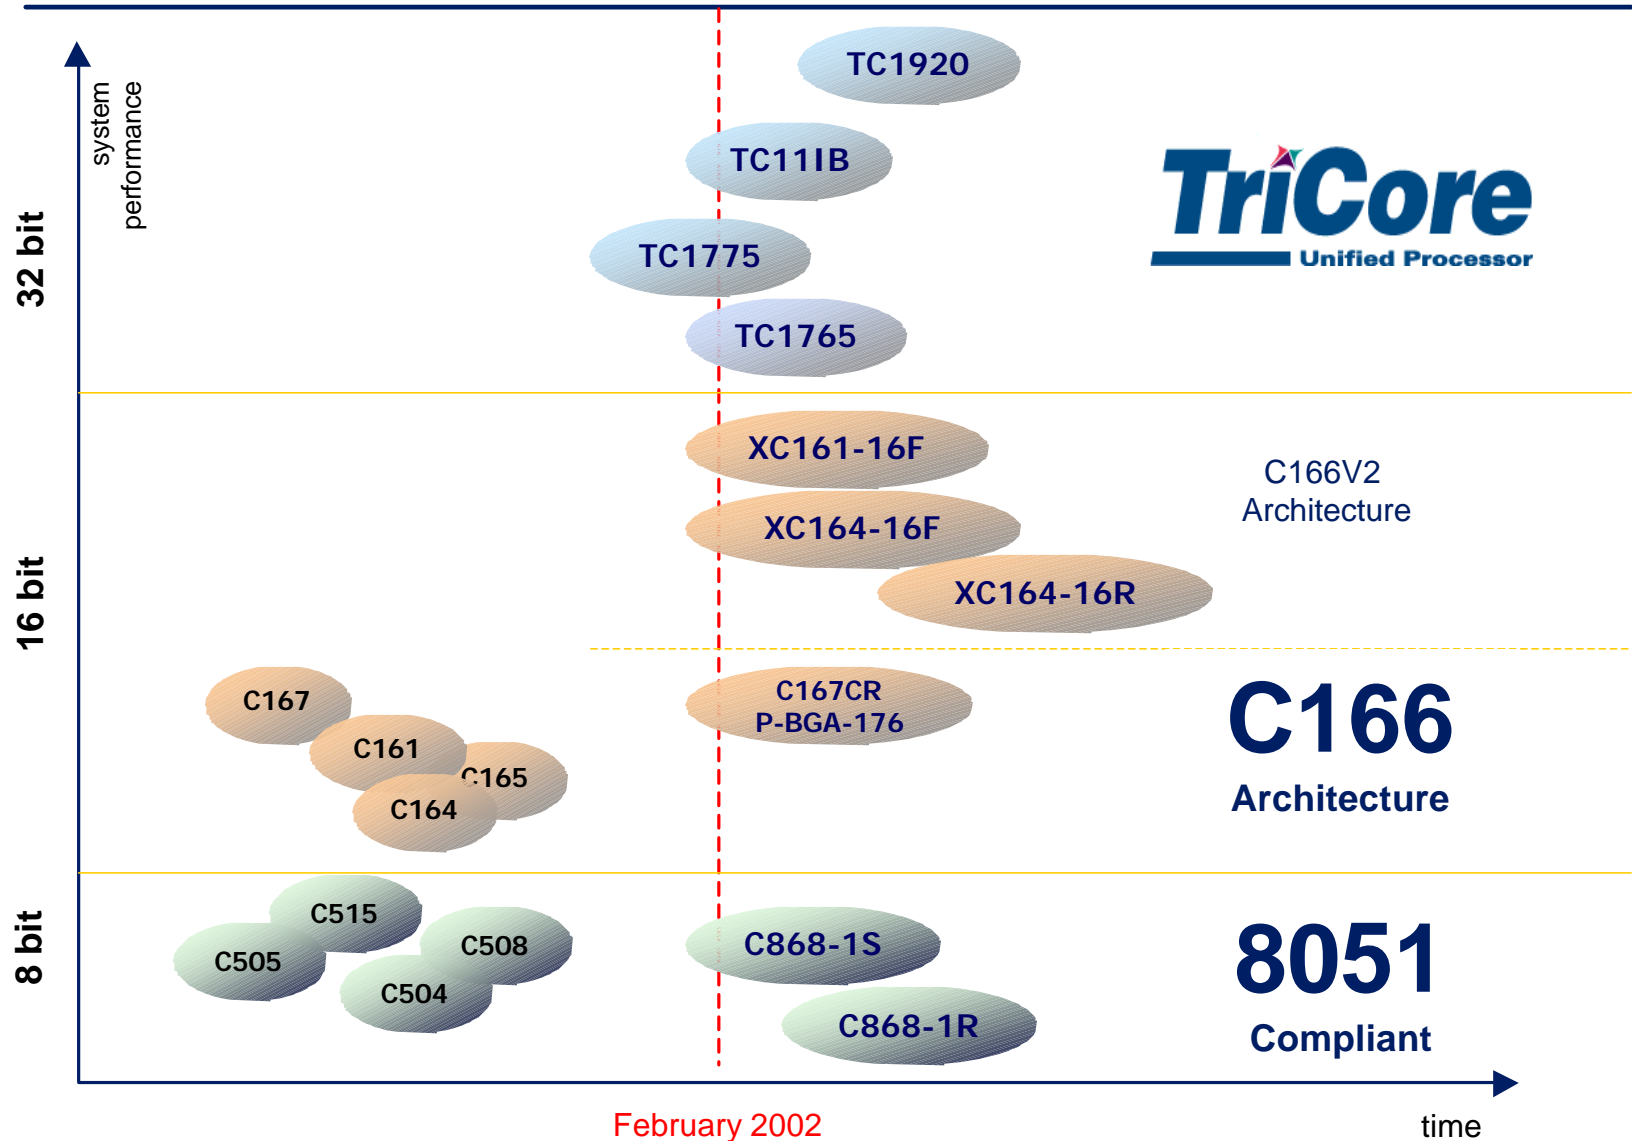 TC1920
system
performance
TC11IB
TriCore
Unified Processor
32 bit
TC1775
TC1765
XC161-16F
C166V2
Architecture
XC164-16F
16 bit
XC164-16R
C167
C167CR
P-BGA-176
C166
Architecture
C161
C165
C164
8 bit
C515
C505
C508
C504
C868-1S
8051
Compliant
C868-1R
February 2002
time